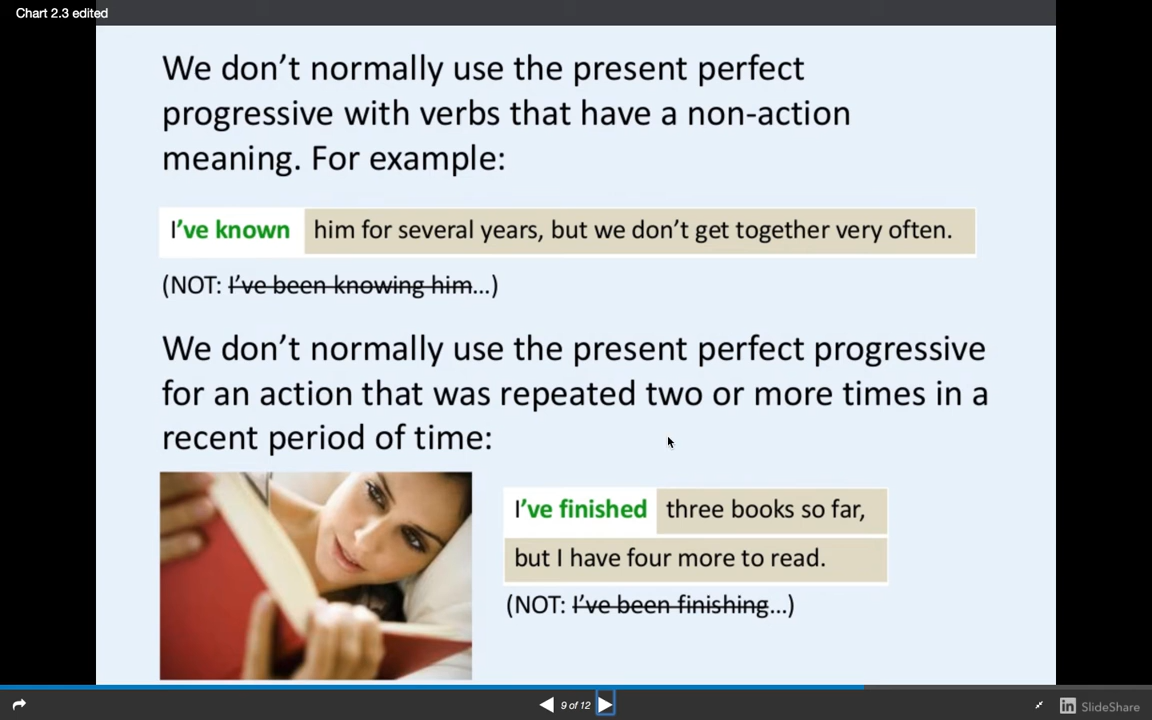 Chart 2.3 edited
We don’t normally use the present perfect
progressive with verbs that have a non-action
meaning. For example:
I’ve known him for several years, but we don’t get together very often.
(NOT: I’ve been knowing him...)
We don’t normally use the present perfect progressive
for an action that was repeated two or more times in a
recent period of time:
I’ve finished three books so far,
but I have four more to read.
(NOT: I’ve been finishing...)
9 of 12
in SlideShare